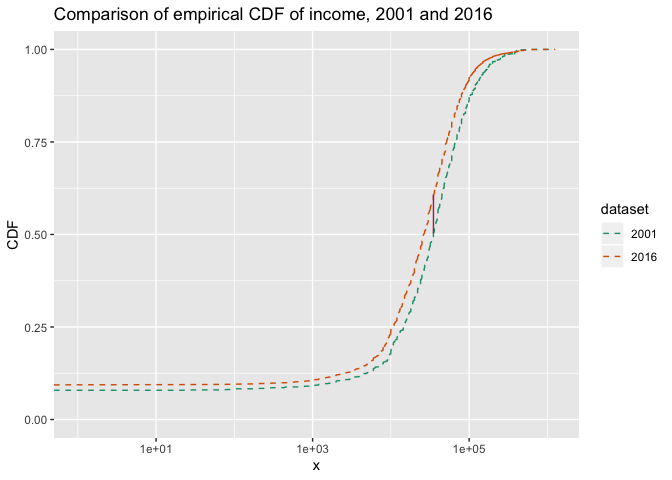 Comparison of empirical CDF of income, 2001 and 2016
1.00
0.75
0.50
0.25
0.00
CDF
1e+01
1e+03
1e+05
x
dataset
2001
2016